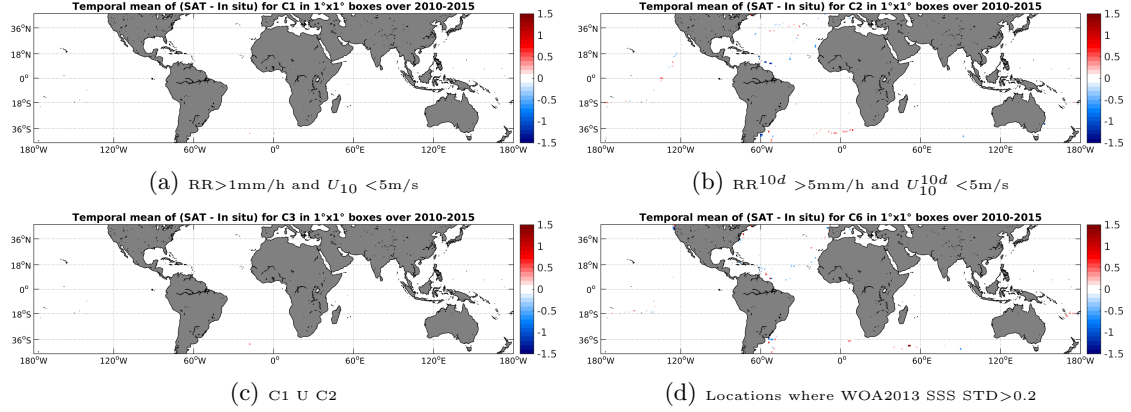 Temporal mean of (SAT - In situ) for C1 in 1°x1° boxes over 2010-2015
36°N
18°N
0°
18°S
36°S
180°W 120°W 60°W 0° 60°E 120°E 180°W
1.5
1
0.5
0
-0.5
-1
-1.5
(a) RR>1mm/h and U10 <5m/s
Temporal mean of (SAT - In situ) for C2 in 1°x1° boxes over 2010-2015
36°N
18°N
0°
18°S
36°S
180°W 120°W 60°W 0° 60°E 120°E 180°W
1.5
1
0.5
0
-0.5
-1
-1.5
(b) RR10d >5mm/h and U10 10d <5m/s
Temporal mean of (SAT - In situ) for C3 in 1°x1° boxes over 2010-2015
36°N
18°N
0°
18°S
36°S
180°W 120°W 60°W 0° 60°E 120°E 180°W
1.5
1
0.5
0
-0.5
-1
-1.5
(c) C1 U C2
Temporal mean of (SAT - In situ) for C6 in 1°x1° boxes over 2010-2015
36°N
18°N
0°
18°S
36°S
180°W 120°W 60°W 0° 60°E 120°E 180°W
1.5
1
0.5
0
-0.5
-1
-1.5
(d) Locations where WOA2013 SSS STD>0.2